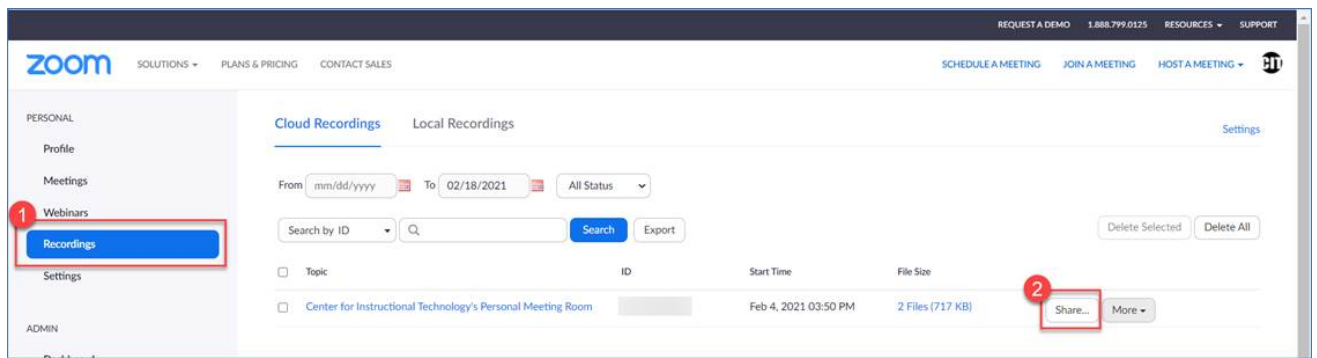 REQUEST A DEMO 1.888.799.0125 RESOURCES SUPPORT
zoom SOLUTIONS PLANS & PRICING CONTACT SALES SCHEDULE A MEETING JOIN A MEETING HOST A MEETING CIT
PERSONAL
Cloud Recordings Local Recordings Settings
Profile
Meetings
From mm/dd/yyyy To 02/18/2021 All Status
1 Webinars
Recordings
Search by ID Search Export Delete Selected Delete All
Settings
Topic ID Start Time File Size
2
Center for Instructional Technology's Personal Meeting Room Feb 4, 2021 03:50 PM 2 Files (717 KB) Share... More
ADMIN